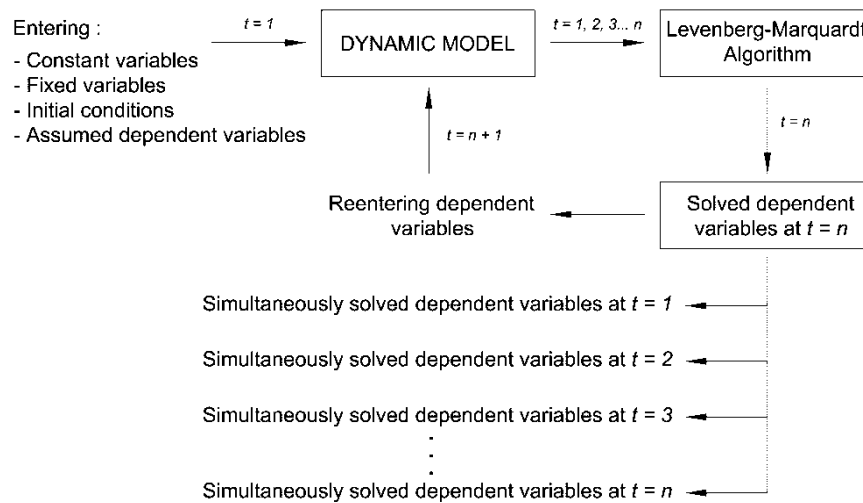 Entering :
- Constant variables
- Fixed variables
- Initial conditions
- Assumed dependent variables
t = 1
DYNAMIC MODEL
t = 1, 2, 3... n
Levenberg-Marquardt
Algorithm
t = n
t = n + 1
Reentering dependent
variables
Solved dependent
variables at t = n
Simultaneously solved dependent variables at t = 1
Simultaneously solved dependent variables at t = 2
Simultaneously solved dependent variables at t = 3
Simultaneously solved dependent variables at t = n